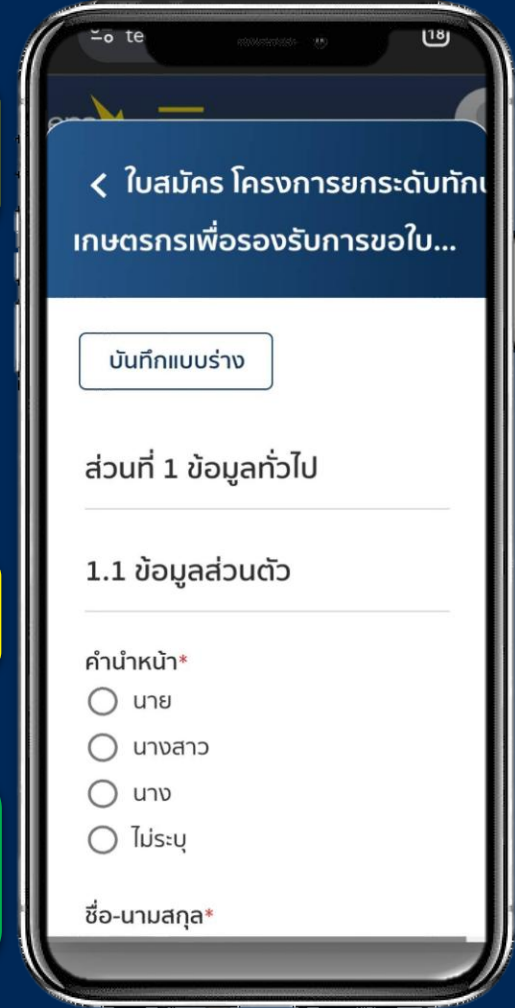 te
18
< ใบสมัคร โครงการยกระดับทักษ
เกษตรกรเพื่อรองรับการขอใบ...
บันทึกแบบร่าง
ส่วนที่ 1 ข้อมูลทั่วไป
1.1 ข้อมูลส่วนตัว
คำนำหน้า*
นาย
นางสาว
นาง
ไม่ระบุ
ชื่อ-นามสกุล*